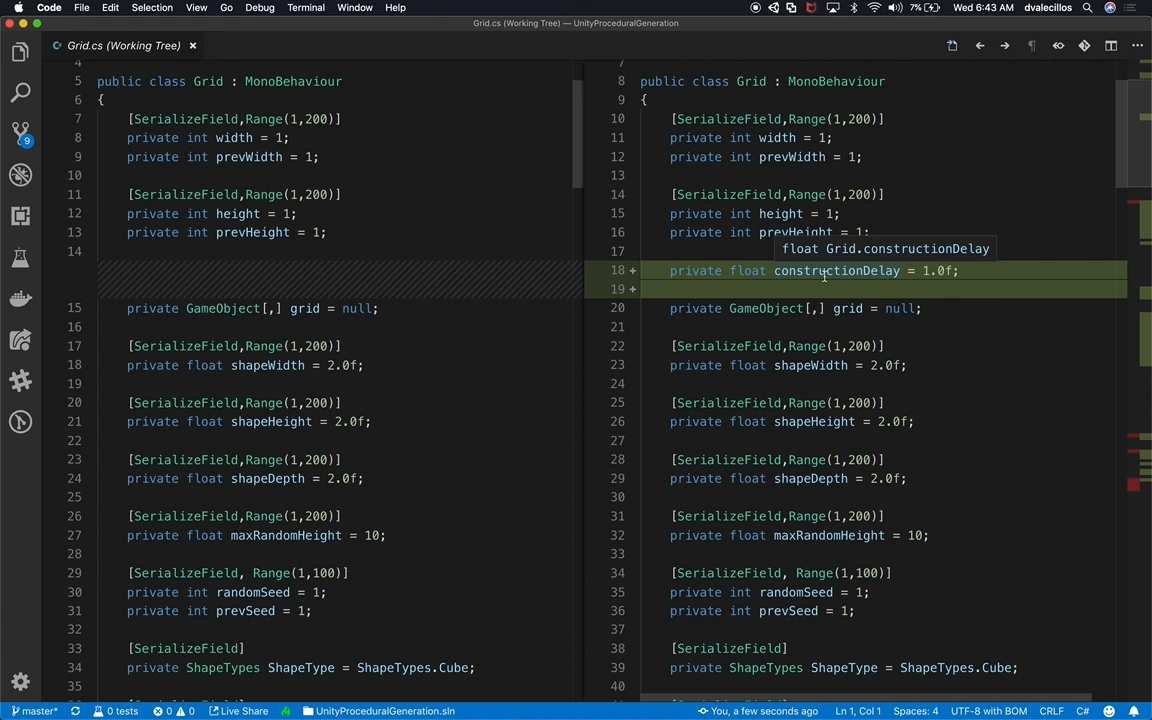 Code File Edit Selection View Go Debug Terminal Window Help 7% Wed 6:43 AM dvalecillos
Grid.cs (Working Tree) — UnityProceduralGeneration
Grid.cs (Working Tree) ×
4
5 public class Grid : MonoBehaviour
6 {
7 [SerializeField,Range(1,200)]
8 private int width = 1;
9 private int prevWidth = 1;
10
11 [SerializeField,Range(1,200)]
12 private int height = 1;
13 private int prevHeight = 1;
14
15 private GameObject[,] grid = null;
16
17 [SerializeField,Range(1,200)]
18 private float shapeWidth = 2.0f;
19
20 [SerializeField,Range(1,200)]
21 private float shapeHeight = 2.0f;
22
23 [SerializeField,Range(1,200)]
24 private float shapeDepth = 2.0f;
25
26 [SerializeField,Range(1,200)]
27 private float maxRandomHeight = 10;
28
29 [SerializeField, Range(1,100)]
30 private int randomSeed = 1;
31 private int prevSeed = 1;
32
33 [SerializeField]
34 private ShapeTypes ShapeType = ShapeTypes.Cube;
35
7
8 public class Grid : MonoBehaviour
9 {
10 [SerializeField,Range(1,200)]
11 private int width = 1;
12 private int prevWidth = 1;
13
14 [SerializeField,Range(1,200)]
15 private int height = 1;
16 private int prevHeight = 1;
float Grid.constructionDelay
17
18 + private float constructionDelay = 1.0f;
19 +
20 private GameObject[,] grid = null;
21
22 [SerializeField,Range(1,200)]
23 private float shapeWidth = 2.0f;
24
25 [SerializeField,Range(1,200)]
26 private float shapeHeight = 2.0f;
27
28 [SerializeField,Range(1,200)]
29 private float shapeDepth = 2.0f;
30
31 [SerializeField,Range(1,200)]
32 private float maxRandomHeight = 10;
33
34 [SerializeField, Range(1,100)]
35 private int randomSeed = 1;
36 private int prevSeed = 1;
37
38 [SerializeField]
39 private ShapeTypes ShapeType = ShapeTypes.Cube;
40
9
master* 0 tests 0 0 Live Share UnityProceduralGeneration.sln You, a few seconds ago Ln 1, Col 1 Spaces: 4 UTF-8 with BOM CRLF C#